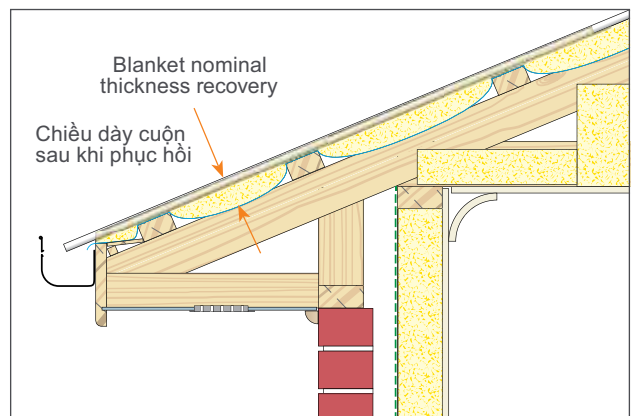 Blanket nominal
thickness recovery
Chiều dày cuộn
sau khi phục hồi